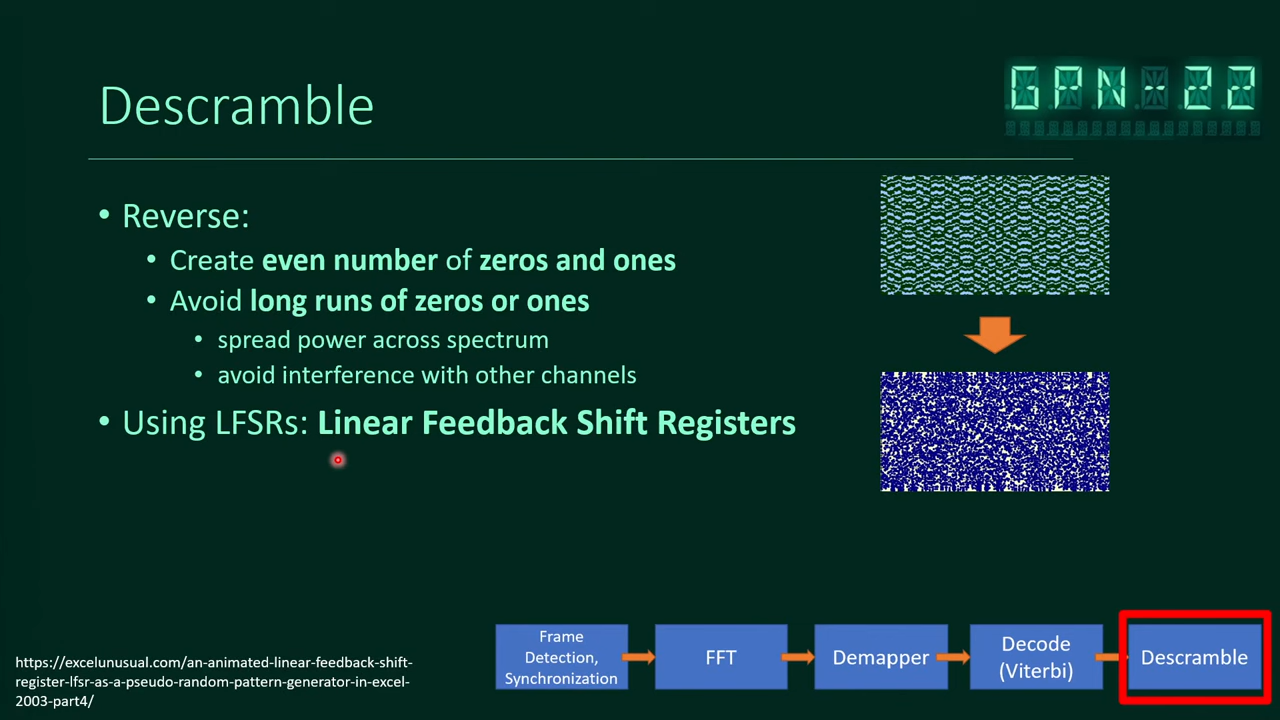 GPN-22
Descramble
• Reverse:
• Create even number of zeros and ones
• Avoid long runs of zeros or ones
• spread power across spectrum
• avoid interference with other channels
• Using LFSRs: Linear Feedback Shift Registers
Frame
Detection,
Synchronization
FFT
Demapper
Decode
(Viterbi)
Descramble
https://excelunusual.com/an-animated-linear-feedback-shift-
register-lfsr-as-a-pseudo-random-pattern-generator-in-excel-
2003-part4/